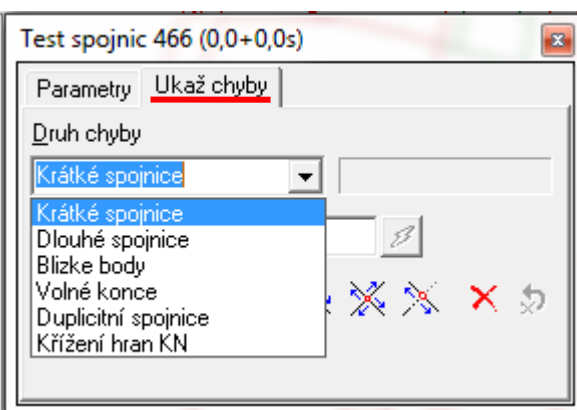 Test spojnic 466 (0,0+0,0s)
Parametry Ukaž chyby
Druh chyby
Krátké spojnice
Krátké spojnice
Dlouhé spojnice
Blizke body
Volné konce
Duplicitní spojnice
Křížení hran KN